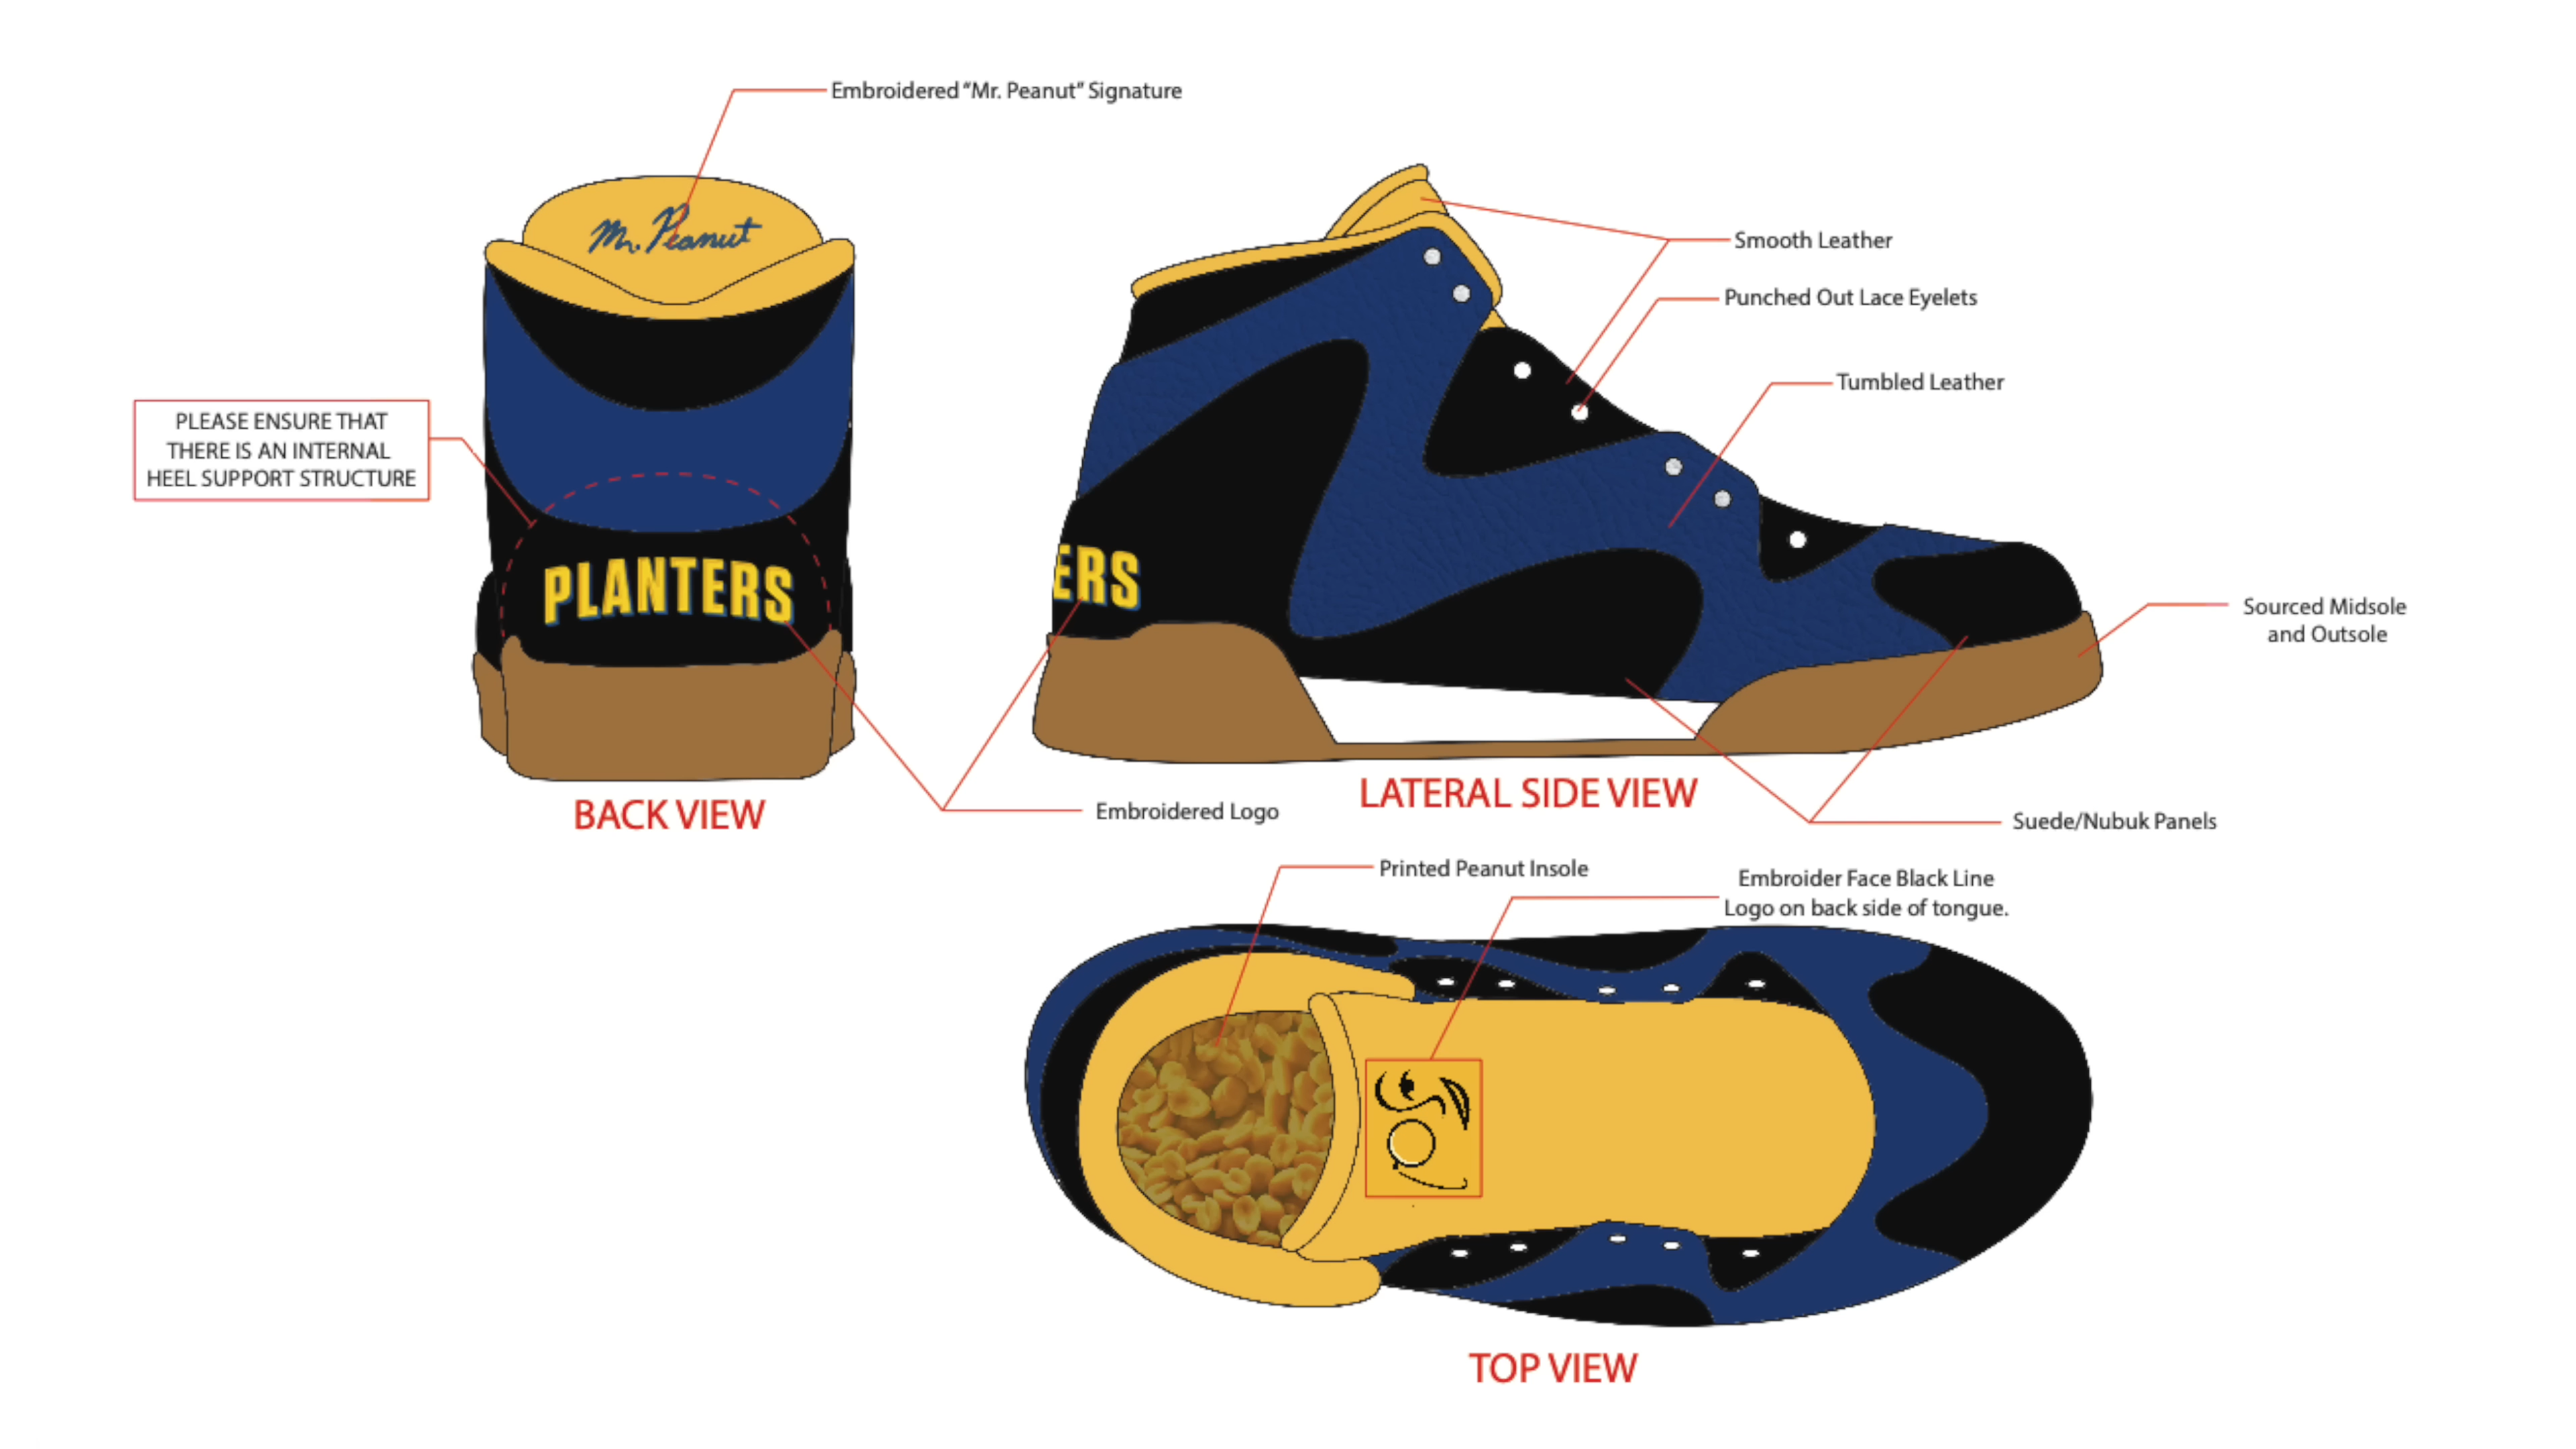 Embroidered “Mr. Peanut” Signature
Mr. Peanut
PLEASE ENSURE THAT
THERE IS AN INTERNAL
HEEL SUPPORT STRUCTURE
PLANTERS
BACK VIEW
Smooth Leather
Punched Out Lace Eyelets
Tumbled Leather
ERS
Sourced Midsole
and Outsole
LATERAL SIDE VIEW
Embroidered Logo
Suede/Nubuk Panels
Printed Peanut Insole
Embroider Face Black Line
Logo on back side of tongue.
TOP VIEW